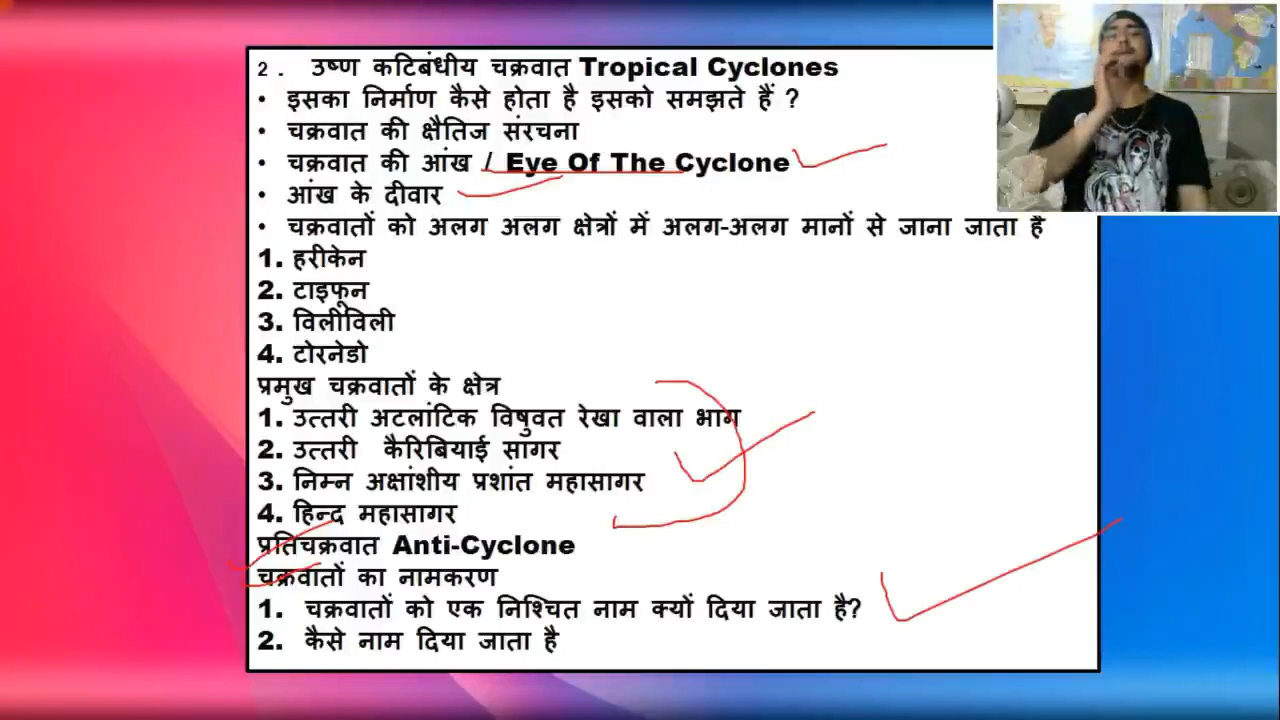 2 . उष्ण कटिबंधीय चक्रवात Tropical Cyclones
• इसका निर्माण कैसे होता है इसको समझते हैं ?
• चक्रवात की क्षैतिज संरचना
• चक्रवात की आंख / Eye Of The Cyclone
• आंख के दीवार
• चक्रवातों को अलग अलग क्षेत्रों में अलग-अलग मानों से जाना जाता है
1. हरीकेन
2. टाइफून
3. विलीविली
4. टोरनेडो
प्रमुख चक्रवातों के क्षेत्र
1. उत्तरी अटलांटिक विषुवत रेखा वाला भाग
2. उत्तरी कैरिबियाई सागर
3. निम्न अक्षांशीय प्रशांत महासागर
4. हिन्द महासागर
प्रतिचक्रवात Anti-Cyclone
चक्रवातों का नामकरण
1. चक्रवातों को एक निश्चित नाम क्यों दिया जाता है?
2. कैसे नाम दिया जाता है